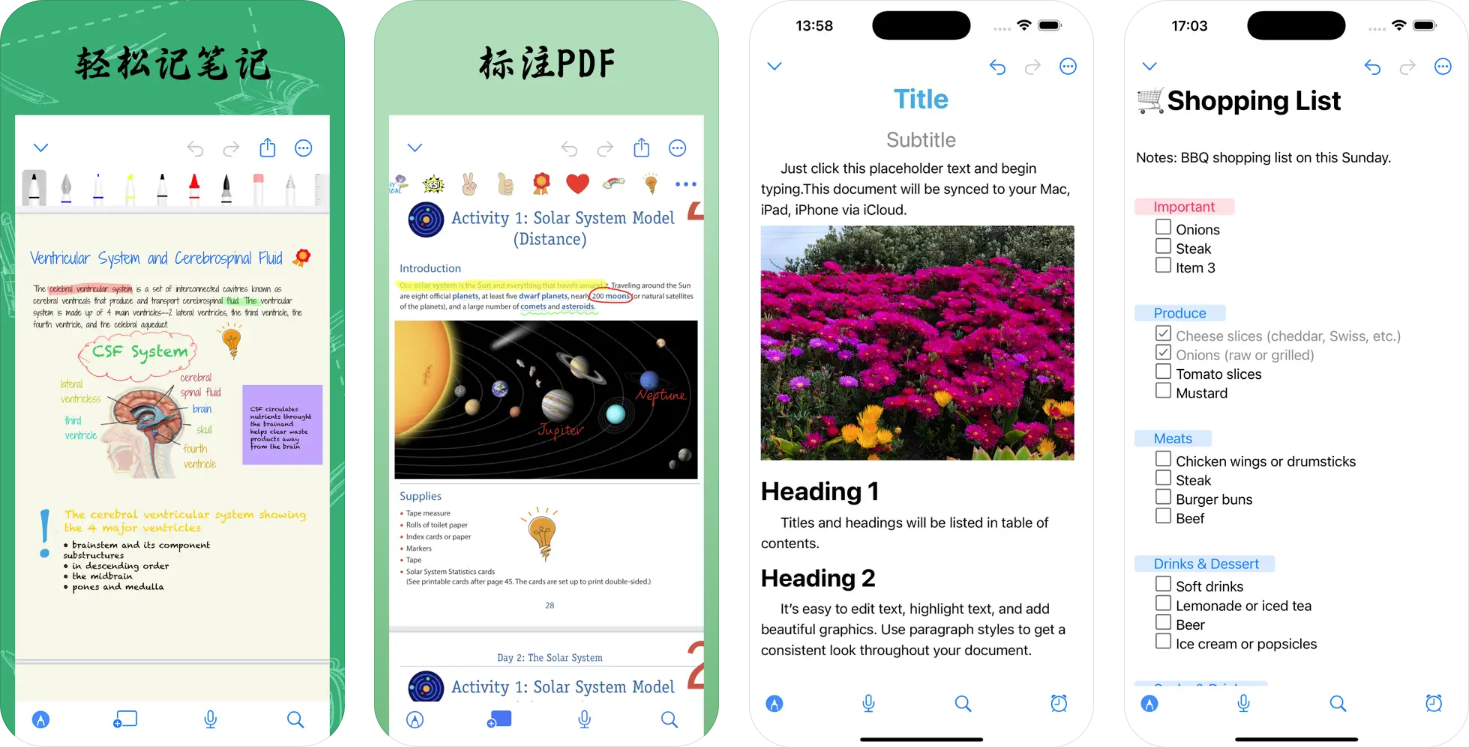 轻松记笔记
Ventricular System and Cerebrospinal Fluid
The celebral ventricular system is a set of interconnected cavities known as
cerebral ventricals that produce and transport cerebrospinal fluid. This ventricular
system is made up of 4 main ventricles--2 lateral ventricles, the third ventricle, the
fourth ventricle, and the celebral aqueduct
CSF System
lateral
ventricless
cerebral
spinal fluid
brain
third
ventricle
skull
fourth
ventricle
CSF circulates
nutrients throught
the brainand
helps clear waste
products away
from the brain
!
The cerebral ventricular system showing
the 4 major ventricles
• brainstem and its component
substructures
• in descending order
• the midbrain
• pones and medulla
标注PDF
Activity 1: Solar System Model
(Distance)
Introduction
Our solar system is the Sun and everything that travels around it. Traveling around the Sun
are eight official planets, at least five dwarf planets, nearly 200 moons (or natural satellites
of the planets), and a large number of comets and asteroids.
Neptune
Jupiter
Supplies
• Tape measure
• Rolls of toilet paper
• Index cards or paper
• Markers
• Tape
• Solar System Statistics cards
(See printable cards after page 45. The cards are set up to print double-sided.)
28
Day 2: The Solar System
2
Activity 1: Solar System Model
13:58
Title
Subtitle
Just click this placeholder text and begin
typing.This document will be synced to your Mac,
iPad, iPhone via iCloud.
Heading 1
Titles and headings will be listed in table of
contents.
Heading 2
It's easy to edit text, highlight text, and add
beautiful graphics. Use paragraph styles to get a
consistent look throughout your document.
17:03
🛒Shopping List
Notes: BBQ shopping list on this Sunday.
Important
Onions
Steak
Item 3
Produce
Cheese slices (cheddar, Swiss, etc.)
Onions (raw or grilled)
Tomato slices
Mustard
Meats
Chicken wings or drumsticks
Steak
Burger buns
Beef
Drinks & Dessert
Soft drinks
Lemonade or iced tea
Beer
Ice cream or popsicles